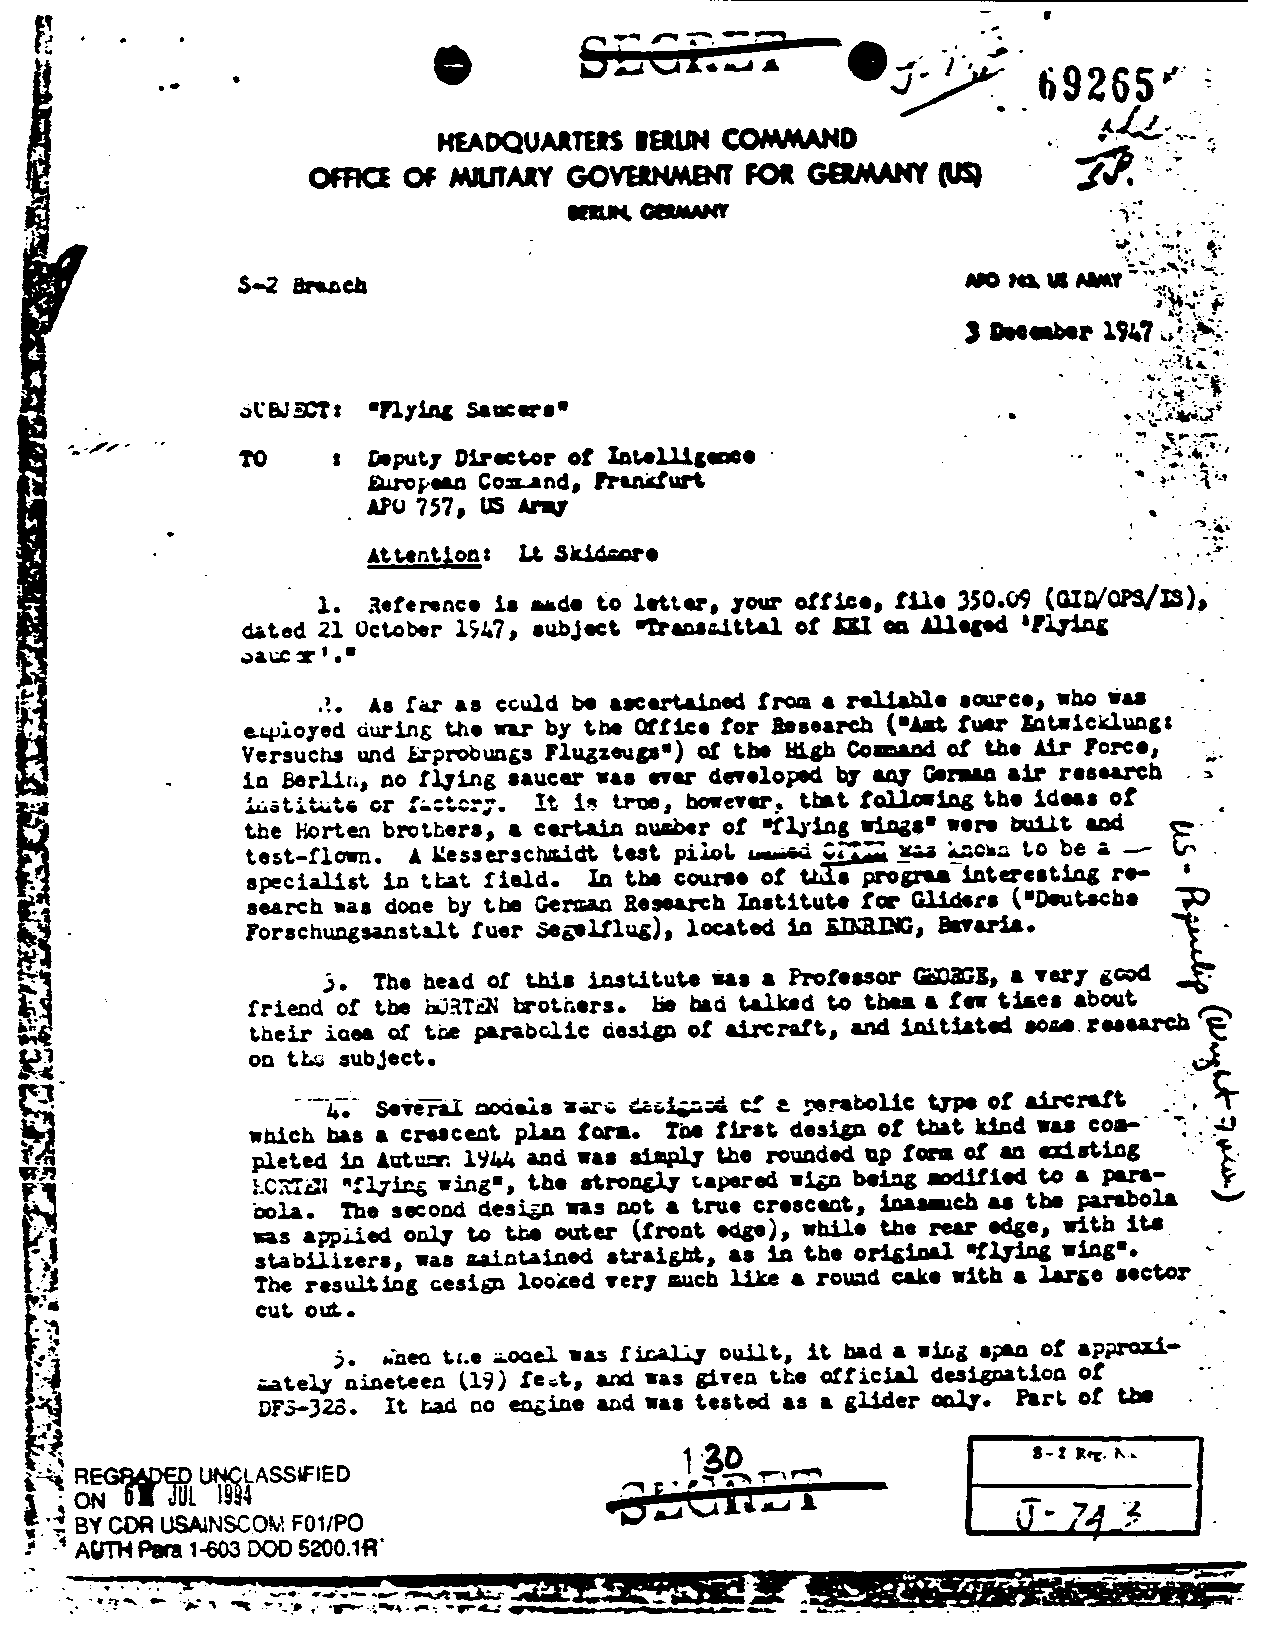 SECRET
69265
HEADQUARTERS BERLIN COMMAND
OFFICE OF MILITARY GOVERNMENT FOR GERMANY (US)
BERLIN, GERMANY
S-2 Branch
APO 742, US ARMY
3 December 1947
SUBJECT: "Flying Saucers"
TO : Deputy Director of Intelligence
European Command, Frankfurt
APO 757, US Army
Attention: Lt Skidmore
1. Reference is made to letter, your office, file 350.09 (GID/OPS/IS),
dated 21 October 1947, subject "Transmittal of EEI on Alleged 'Flying
Saucer'."
2. As far as could be ascertained from a reliable source, who was
employed during the war by the Office for Research ("Amt fuer Entwicklungs
Versuchs und Erprobungs Flugzeugs") of the High Command of the Air Force,
in Berlin, no flying saucer was ever developed by any German air research
institute or factory. It is true, however, that following the ideas of
the Horten brothers, a certain number of "flying wings" were built and
test-flown. A Messerschmidt test pilot named was known to be a
specialist in that field. In the course of this program interesting re-
search was done by the German Research Institute for Gliders ("Deutsche
Forschungsanstalt fuer Segelflug), located in AINRING, Bavaria.
3. The head of this institute was a Professor GEORGE, a very good
friend of the HORTEN brothers. He had talked to them a few times about
their idea of the parabolic design of aircraft, and initiated some research
on the subject.
4. Several models were designed of a parabolic type of aircraft
which has a crescent plan form. The first design of that kind was com-
pleted in Autumn 1944 and was simply the rounded up form of an existing
HORTEN "flying wing", the strongly tapered wign being modified to a para-
bola. The second design was not a true crescent, inasmuch as the parabola
was applied only to the outer (front edge), while the rear edge, with its
stabilizers, was maintained straight, as in the original "flying wing".
The resulting design looked very much like a round cake with a large sector
cut out.
5. When the model was finally built, it had a wing span of approxi-
mately nineteen (19) feet, and was given the official designation of
DFS-328. It had no engine and was tested as a glider only. Part of the
US - Paperclip (Wright Field)
130
SECRET
REGRADED UNCLASSIFIED
ON JUL 1994
BY CDR USAINSCOM F01/PO
AUTH Para 1-603 DOD 5200.1R
S-2 Reg. No.
J-743